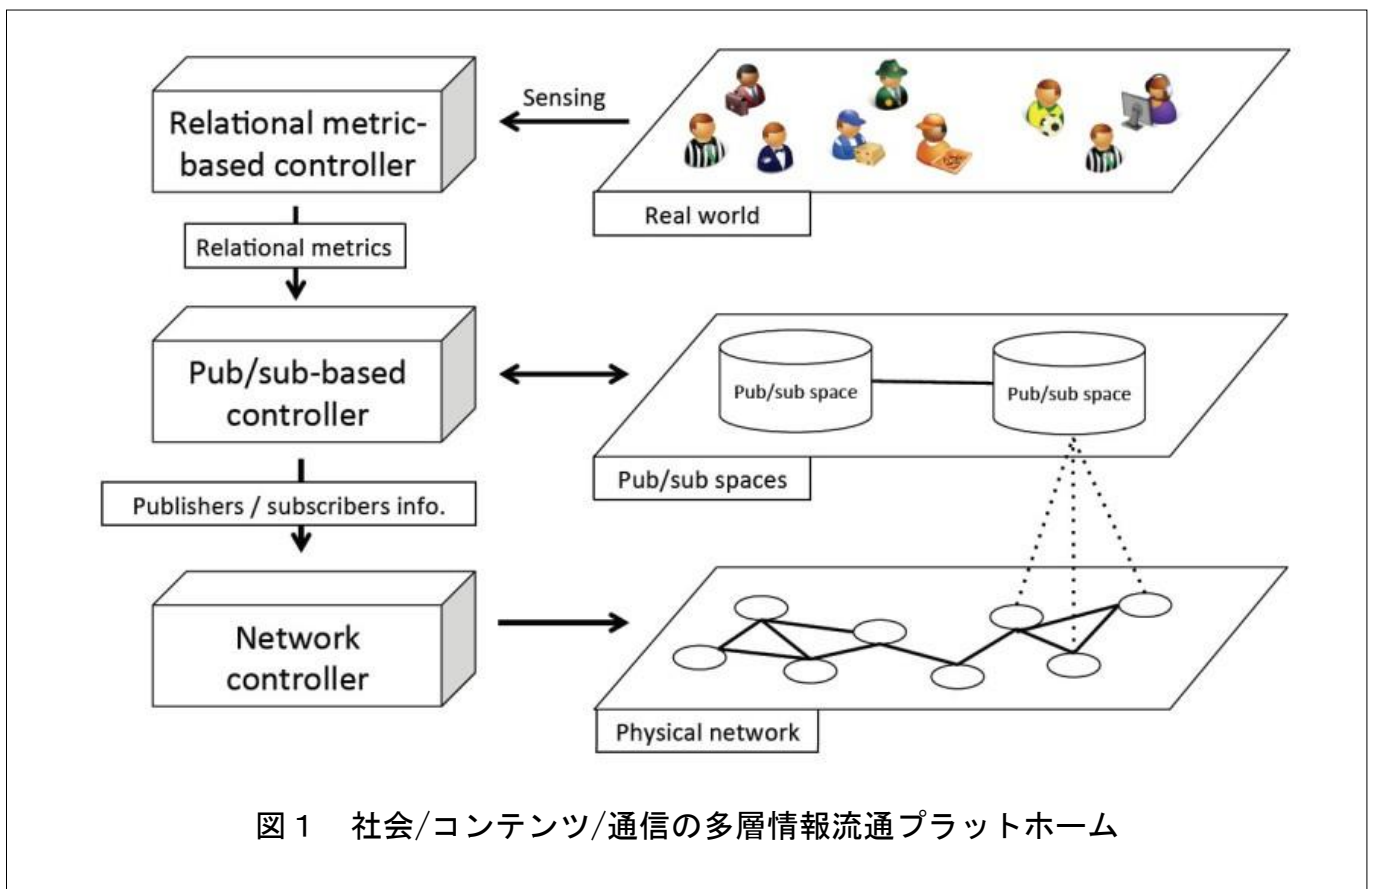 Relational metric-
based controller
Sensing
Real world
Relational metrics
Pub/sub-based
controller
Pub/sub space
Pub/sub space
Pub/sub spaces
Publishers / subscribers info.
Network
controller
Physical network
図1 社会/コンテンツ/通信の多層情報流通プラットホーム